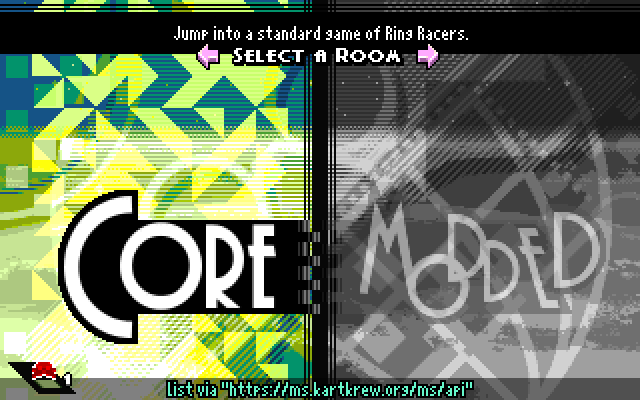 Jump into a standard game of Ring Racers.
SELECT A ROOM
CORE
MODDED
List via "https://ms.kartkrew.org/ms/api"